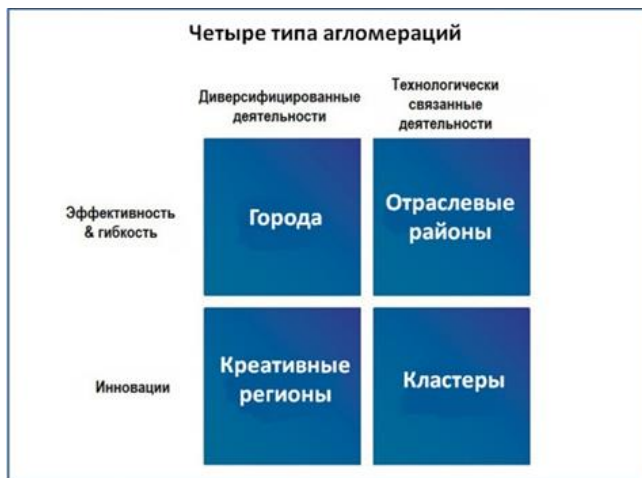 Четыре типа агломераций
Диверсифицированные
деятельности
Технологически
связанные
деятельности
Эффективность
& гибкость
Города
Отраслевые
районы
Инновации
Креативные
регионы
Кластеры